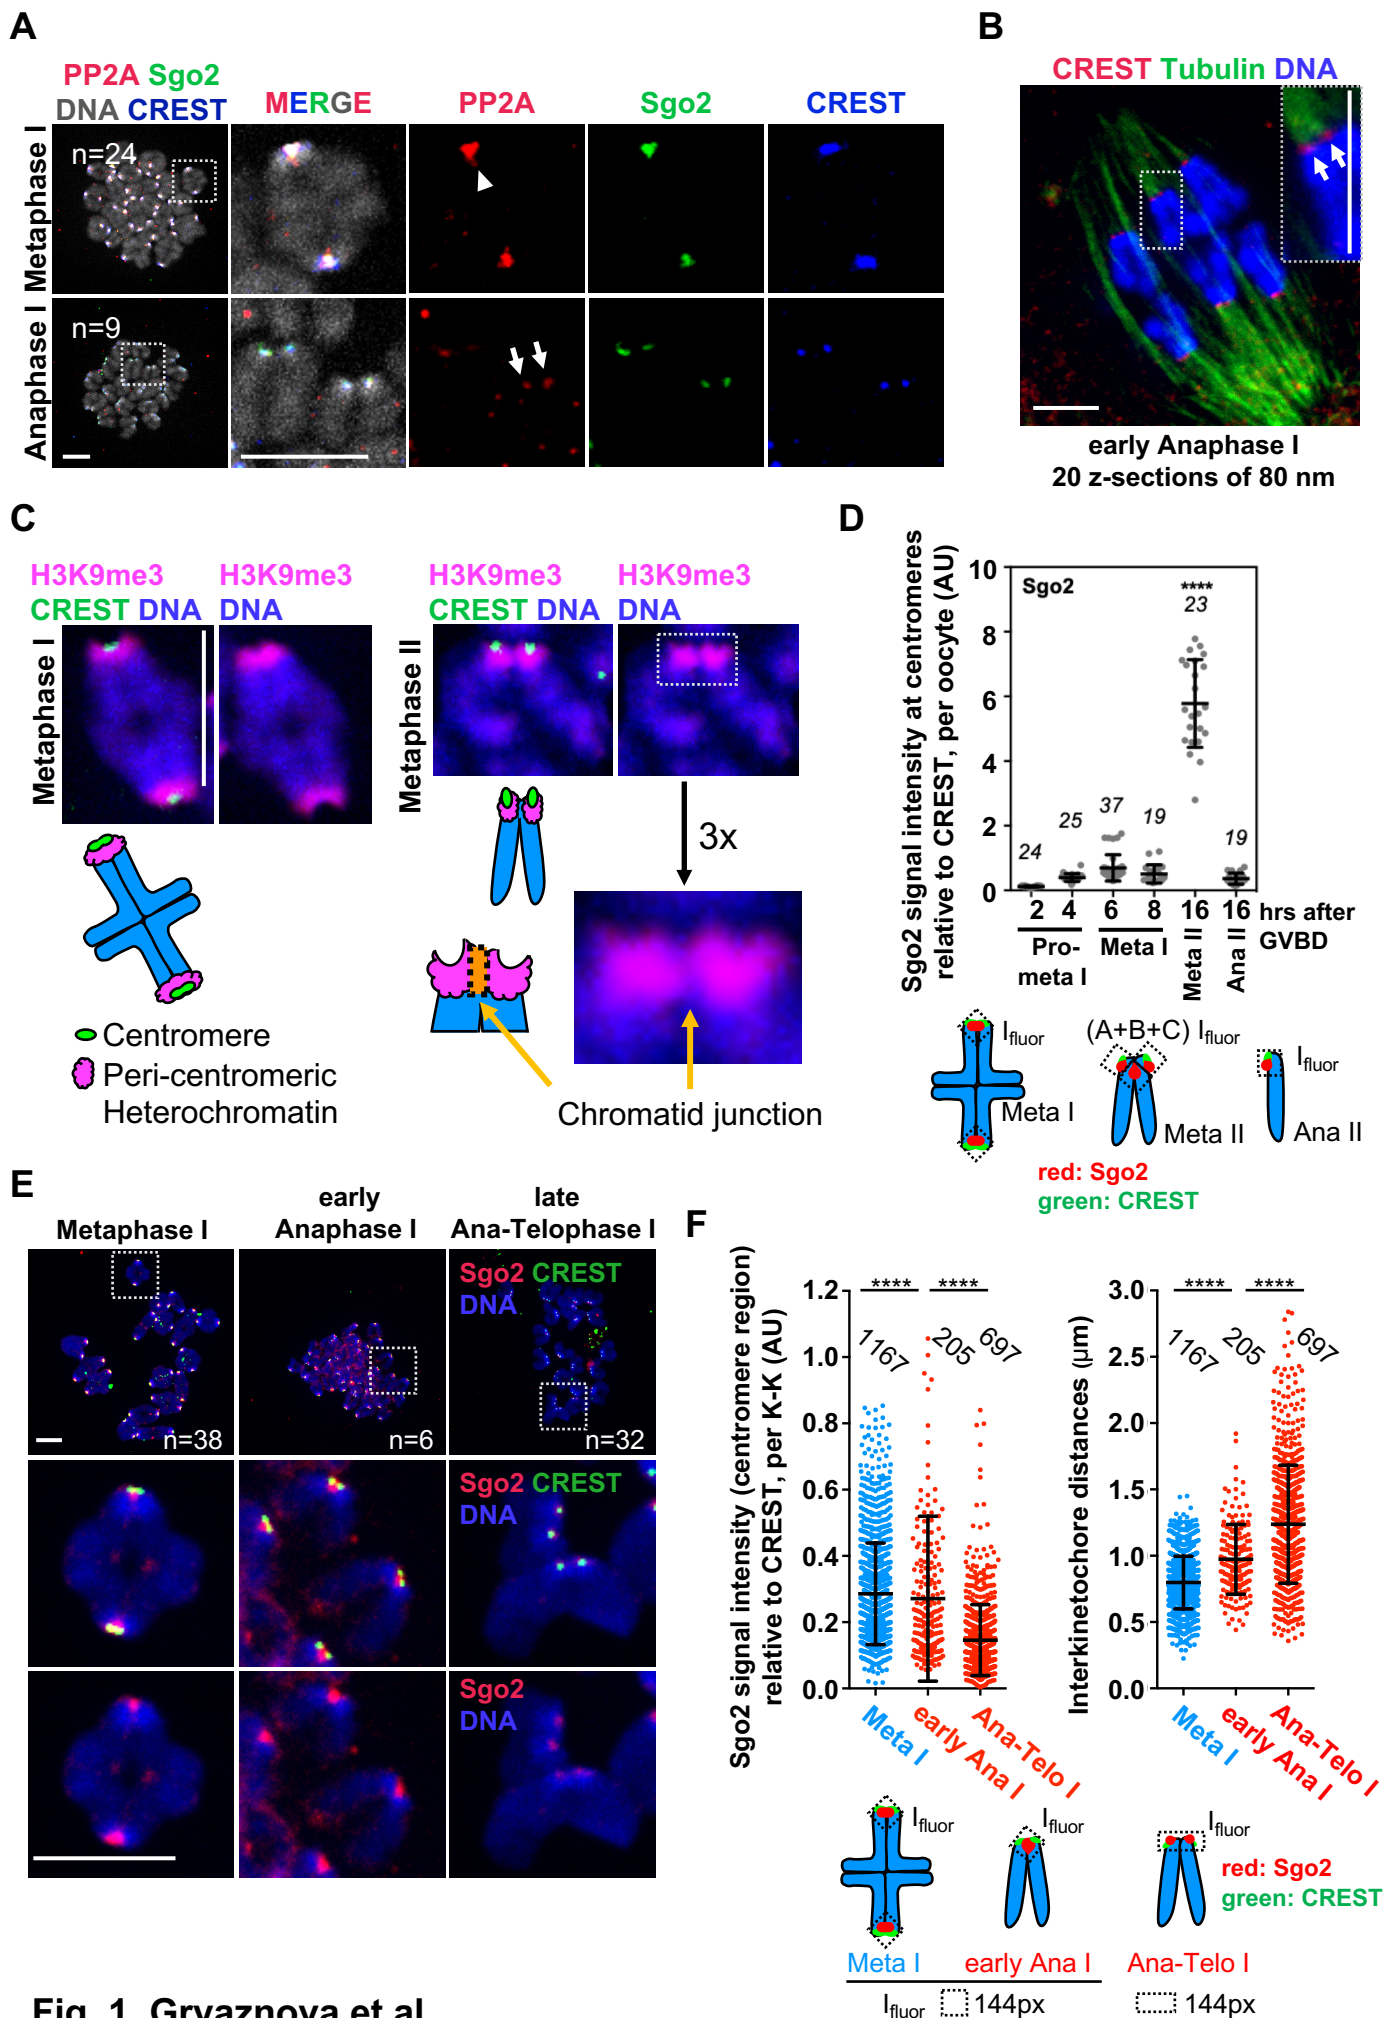 A
PP2A Sgo2
DNA CREST
MERGE
PP2A
Sgo2
CREST
Metaphase I
n=24
Anaphase I
n=9
B
CREST Tubulin DNA
early Anaphase I
20 z-sections of 80 nm
C
H3K9me3
CREST DNA
H3K9me3
DNA
Metaphase I
H3K9me3
CREST DNA
H3K9me3
DNA
Metaphase II
3x
Centromere
Peri-centromeric
Heterochromatin
Chromatid junction
D
Sgo2 signal intensity at centromeres
relative to CREST, per oocyte (AU)
10
8
6
4
2
0
Sgo2
24
25
37
19
****
23
19
2 4 6 8 16 16 hrs after
GVBD
Pro-
meta I
Meta I
Meta II
Ana II
Ifluor
Meta I
(A+B+C) Ifluor
Meta II
Ifluor
Ana II
red: Sgo2
green: CREST
E
Metaphase I
early
Anaphase I
late
Ana-Telophase I
n=38
n=6
Sgo2 CREST
DNA
n=32
Sgo2 CREST
DNA
Sgo2
DNA
F
Sgo2 signal intensity (centromere region)
relative to CREST, per K-K (AU)
1.2
1.0
0.8
0.6
0.4
0.2
0.0
**** ****
1167 205 697
Meta I
early Ana I
Ana-Telo I
Interkinetochore distances (µm)
3.0
2.5
2.0
1.5
1.0
0.5
0.0
**** ****
1167 205 697
Meta I
early Ana I
Ana-Telo I
Ifluor
Ifluor
Ifluor
red: Sgo2
green: CREST
Meta I
early Ana I
Ana-Telo I
Ifluor 144px
144px
Fig. 1, Gryaznova et al.